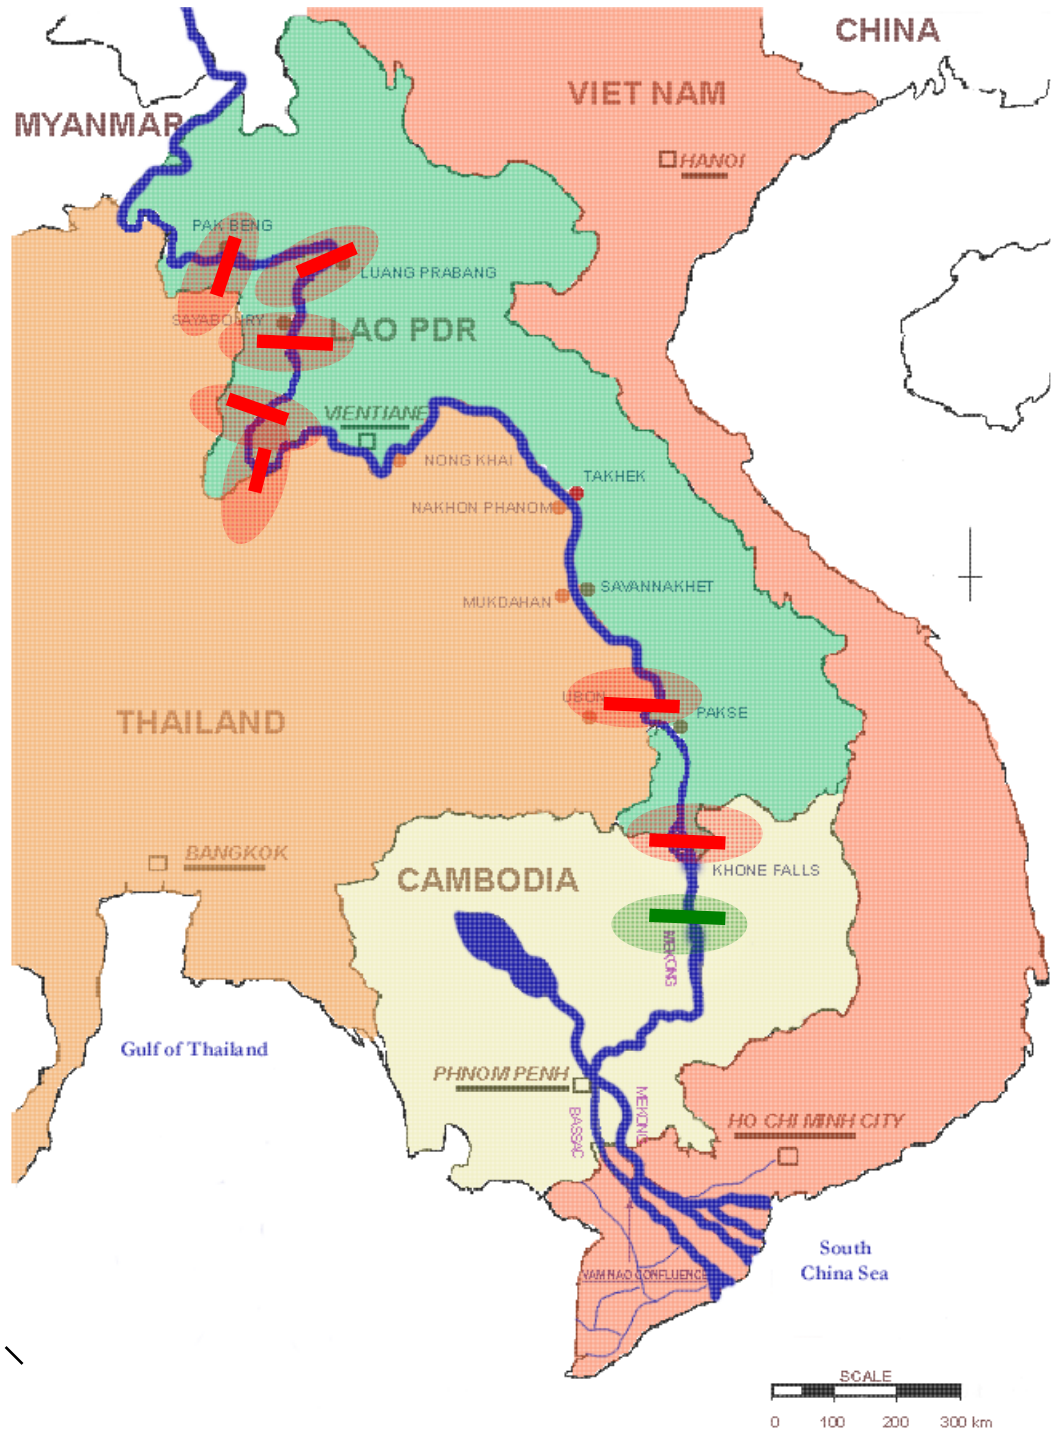 CHINA
VIET NAM
MYANMAR
HANOI
PAK BENG
LUANG PRABANG
SAYABOURY
LAO PDR
VIENTIANE
NONG KHAI
TAKHEK
NAKHON PHANOM
SAVANNAKHET
MUKDAHAN
UBON
PAKSE
THAILAND
BANGKOK
KHONE FALLS
CAMBODIA
MEKONG
Gulf of Thailand
PHNOM PENH
MEKONG
BASSAC
HO CHI MINH CITY
South
China Sea
VAM NAO CONFLUENCE
SCALE
0 100 200 300 km